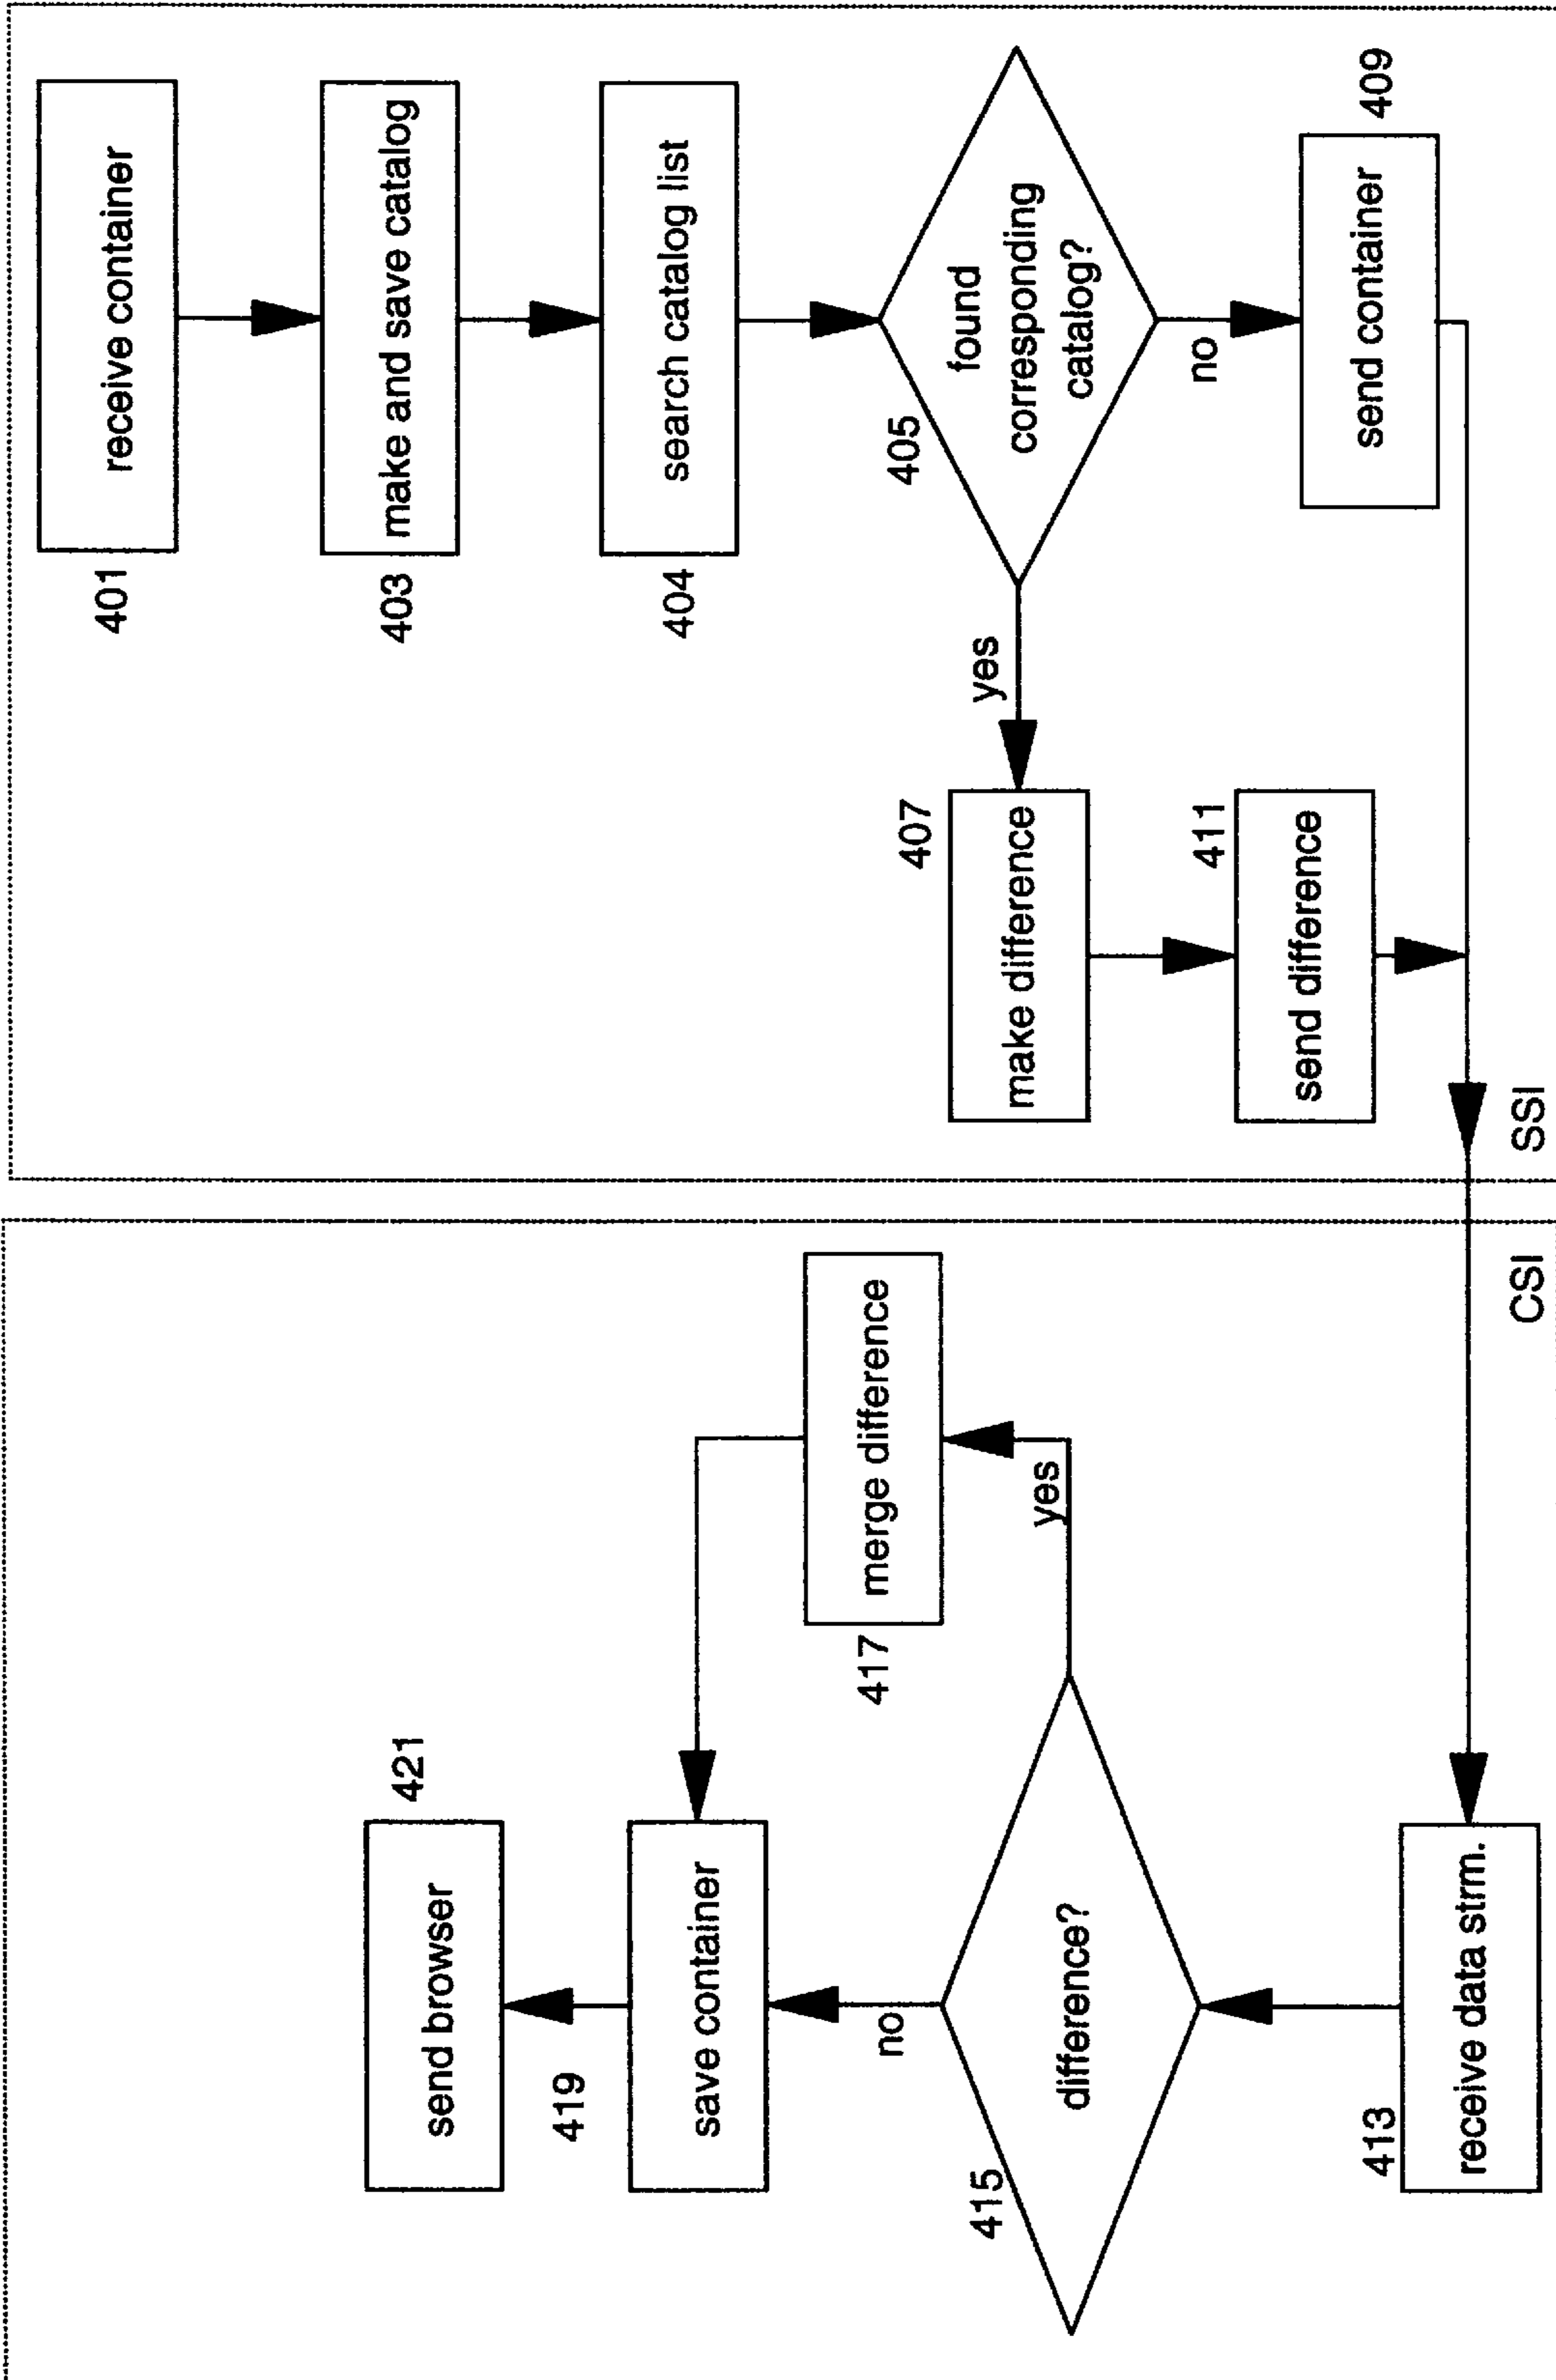 401
receive container
403
make and save catalog
404
search catalog list
405
found
corresponding
catalog?
yes
no
407
make difference
409
send container
411
send difference
SSI
CSI
413
receive data strm.
415
difference?
yes
no
417
merge difference
419
save container
421
send browser